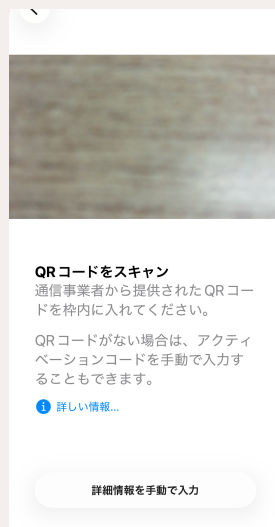 QRコードをスキャン
通信事業者から提供されたQRコー
ドを枠内に入れてください。
QRコードがない場合は、アクティ
ベーションコードを手動で入力す
ることもできます。
詳しい情報...
詳細情報を手動で入力